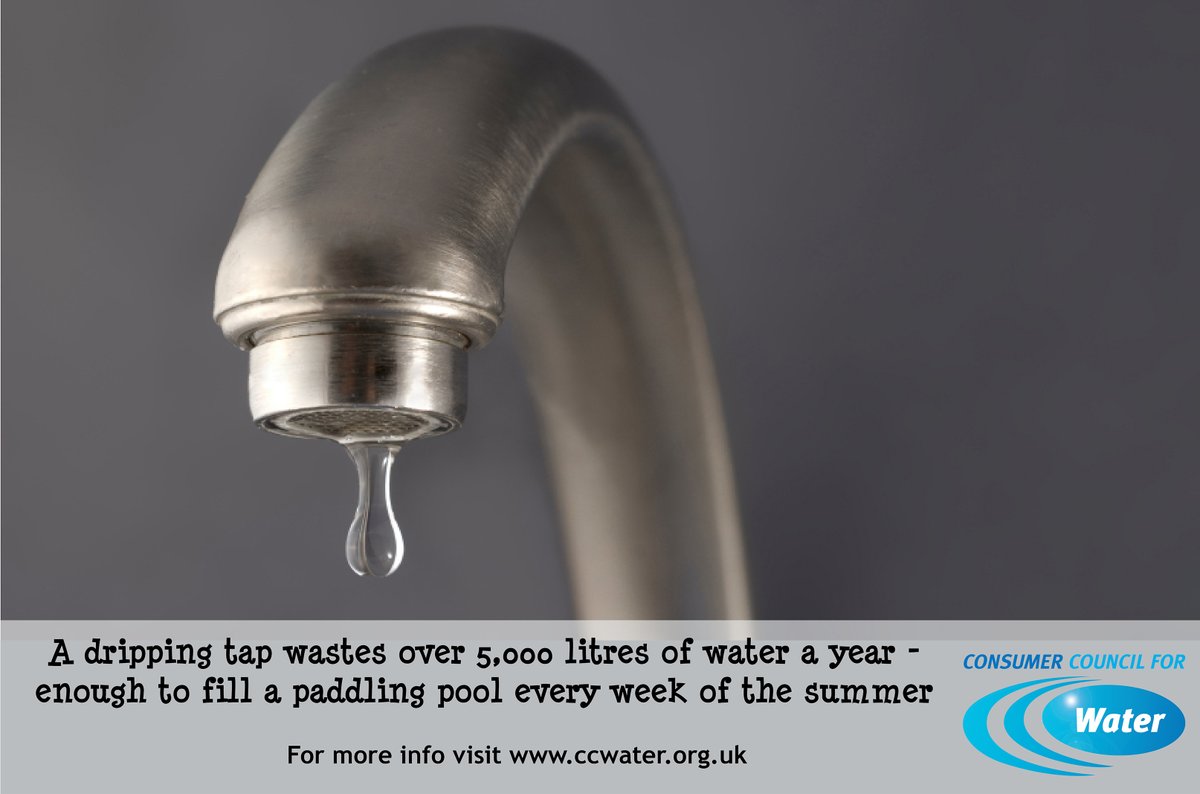 A dripping tap wastes over 5,000 litres of water a year -
enough to fill a paddling pool every week of the summer
For more info visit www.ccwater.org.uk
CONSUMER COUNCIL FOR
Water